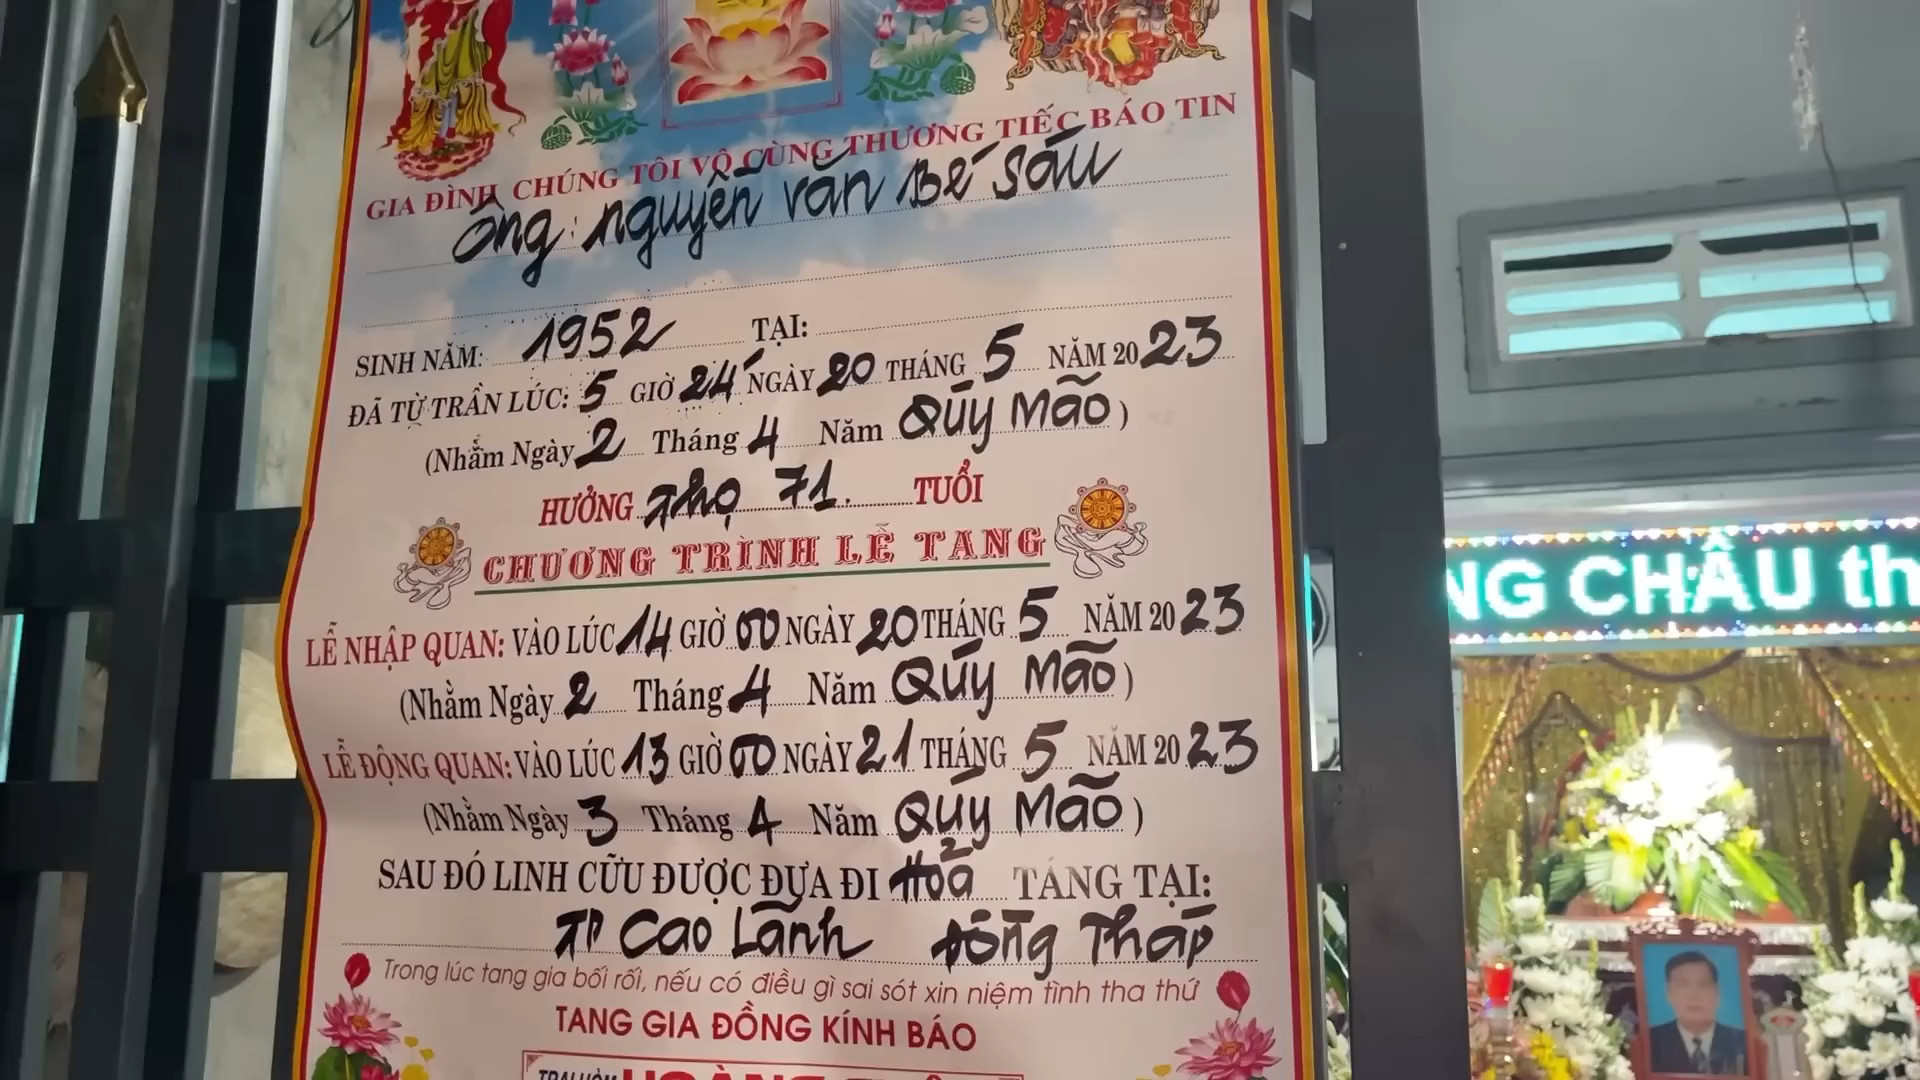 GIA ĐÌNH CHÚNG TÔI VÔ CÙNG THƯƠNG TIẾC BÁO TIN
Ông: Nguyễn Văn Bé Sáu
SINH NĂM: 1952 TẠI:
ĐÃ TỪ TRẦN LÚC: 5 GIỜ 24' NGÀY 20 THÁNG 5 NĂM 2023
(Nhằm Ngày 2 Tháng 4 Năm Qúy Mão)
HƯỞNG Thọ 71. TUỔI
CHƯƠNG TRÌNH LỄ TANG
LỄ NHẬP QUAN: VÀO LÚC 14 GIỜ 00 NGÀY 20 THÁNG 5 NĂM 2023
(Nhằm Ngày 2 Tháng 4 Năm Qúy Mão)
LỄ ĐỘNG QUAN: VÀO LÚC 13 GIỜ 00 NGÀY 21 THÁNG 5 NĂM 2023
(Nhằm Ngày 3 Tháng 4 Năm Qúy Mão)
SAU ĐÓ LINH CỮU ĐƯỢC ĐƯA ĐI Hỏa TÁNG TẠI:
TP Cao Lãnh Đồng Tháp
Trong lúc tang gia bối rối, nếu có điều gì sai sót xin niệm tình tha thứ
TANG GIA ĐỒNG KÍNH BÁO
TRẠI HÒM
NG CHÂU th